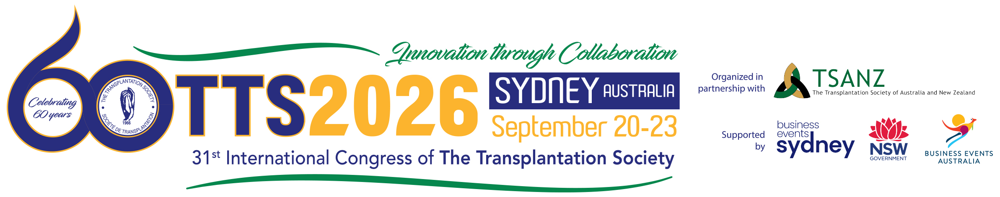 Celebrating
60 years
THE TRANSPLANTATION SOCIETY
1966
SOCIÉTÉ DE TRANSPLANTATION
Innovation through Collaboration
TTS2026
SYDNEY AUSTRALIA
September 20-23
31st International Congress of The Transplantation Society
Organized in
partnership with
TSANZ
The Transplantation Society of Australia and New Zealand
Supported
by
business
events
sydney
NSW
GOVERNMENT
BUSINESS EVENTS
AUSTRALIA